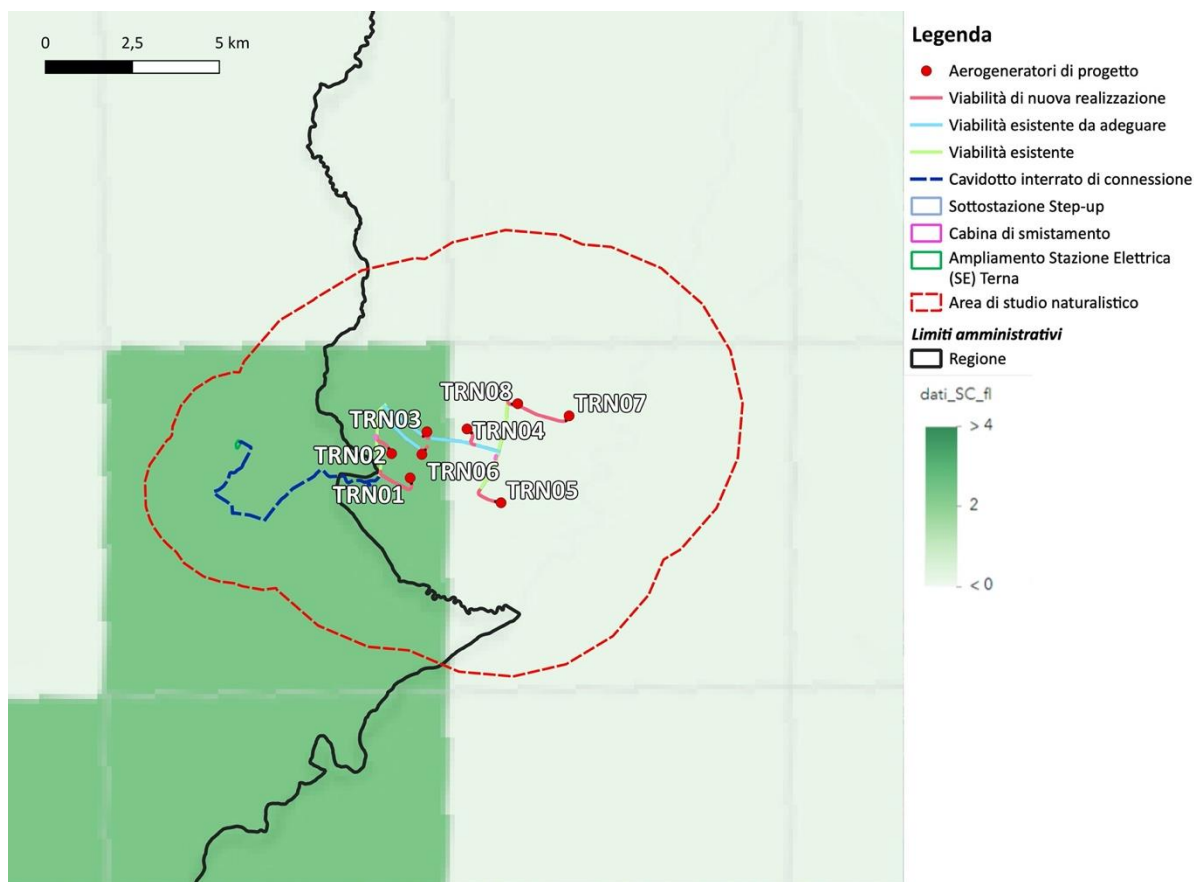 0 2,5 5 km
TRN08
TRN07
TRN03
TRN04
TRN02
TRN06
TRN01
TRN05
Legenda
Aerogeneratori di progetto
Viabilità di nuova realizzazione
Viabilità esistente da adeguare
Viabilità esistente
Cavidotto interrato di connessione
Sottostazione Step-up
Cabina di smistamento
Ampliamento Stazione Elettrica
(SE) Terna
Area di studio naturalistico
Limiti amministrativi
Regione
dati_SC_fl
> 4
2
< 0